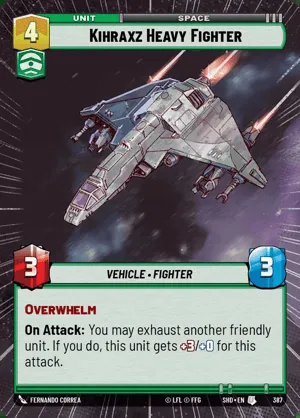 UNIT SPACE
4 KIHRAXZ HEAVY FIGHTER
3 VEHICLE • FIGHTER 3
OVERWHELM
On Attack: You may exhaust another friendly
unit. If you do, this unit gets +3/+0 for
this attack.
FERNANDO CORREA © LFL © FFG SHD • EN 387